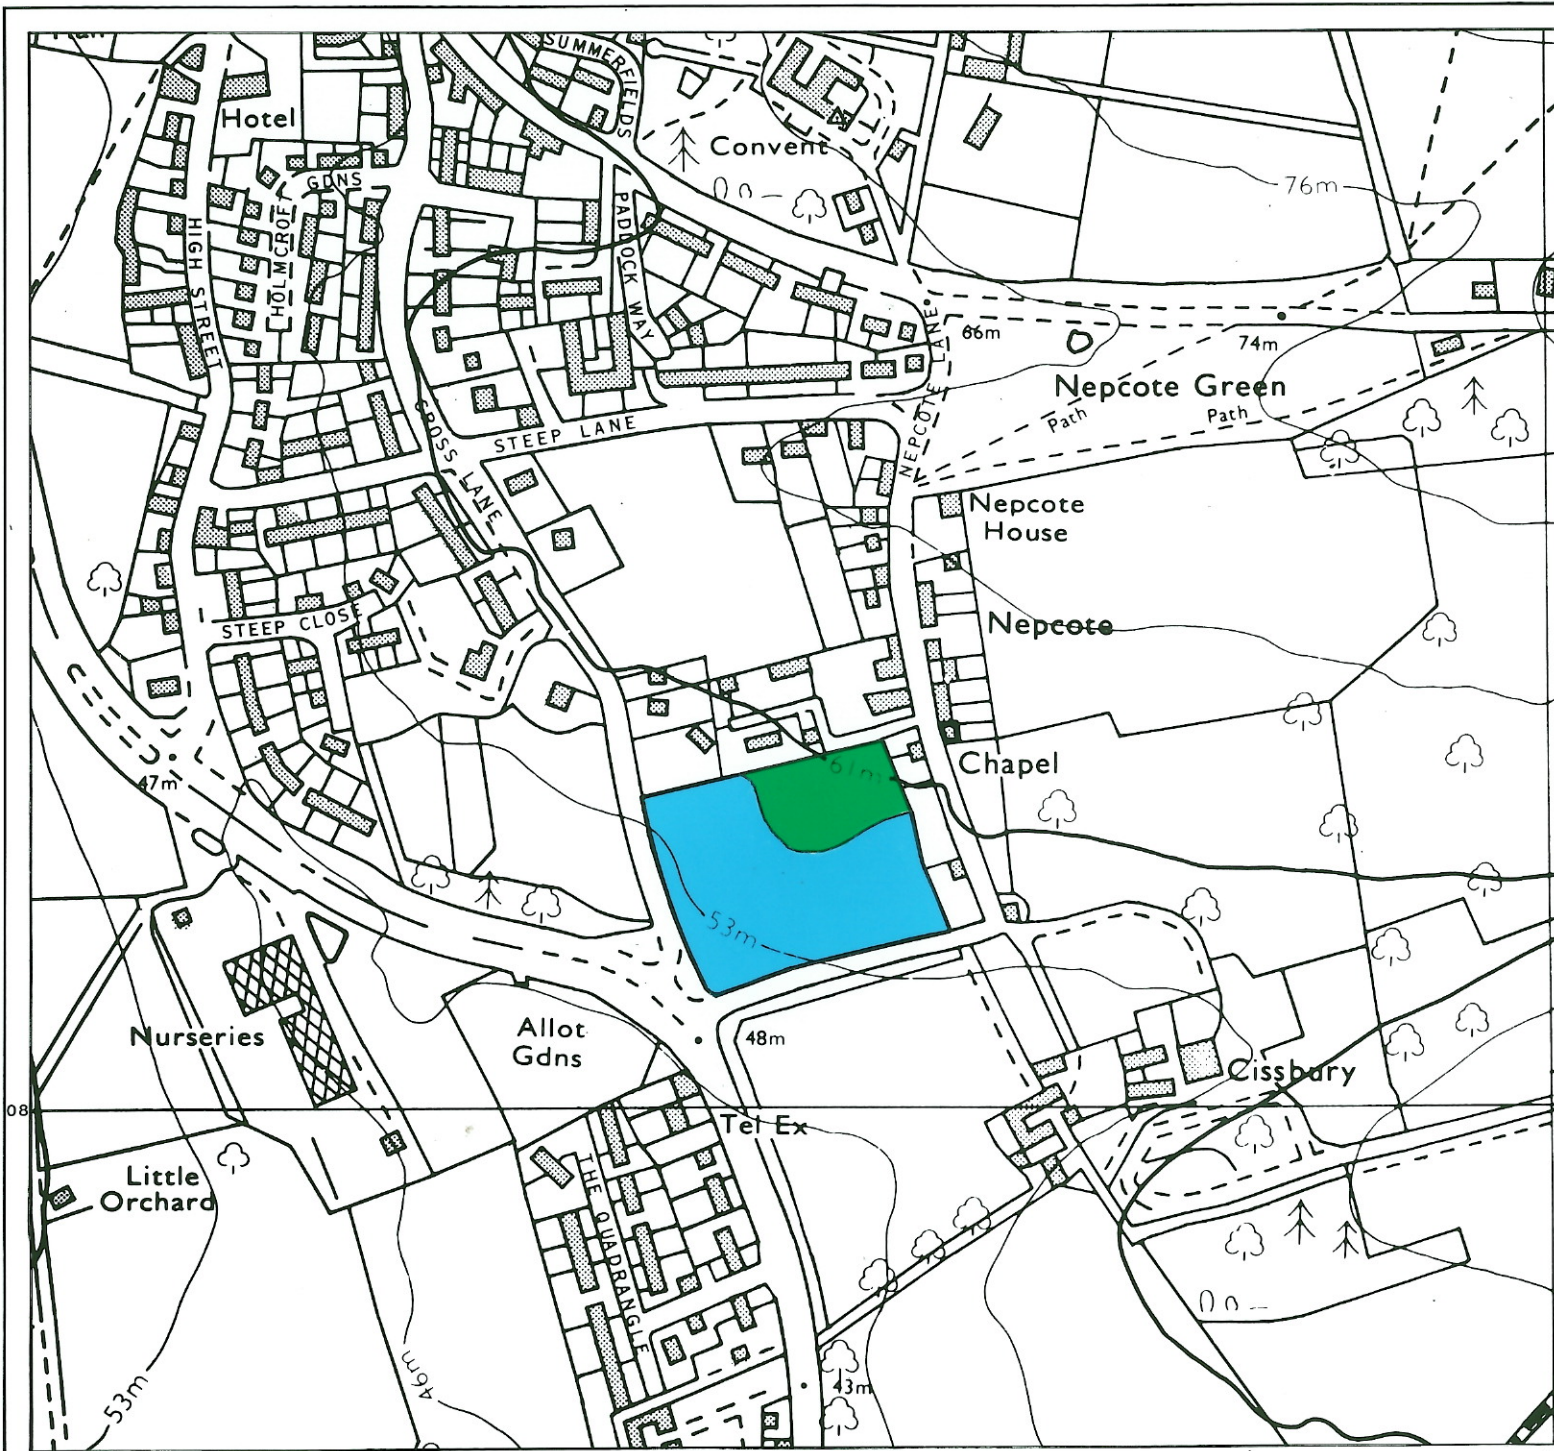 SUMMERFIELDS
Hotel
Convent
GDNS
76m
HOLMCROFT
PADDOCK WAY
HIGH STREET
NEPCOTE LANE
66m
74m
Nepcote Green
Path
Path
CROSS LANE
STEEP LANE
NEPCOTE
Nepcote
House
STEEP CLOSE
Nepcote
61m
Chapel
47m
53m
Nurseries
Allot
Gdns
48m
Cissbury
08
Tel Ex
Little
Orchard
THE QUADRANGLE
53m
46m
43m